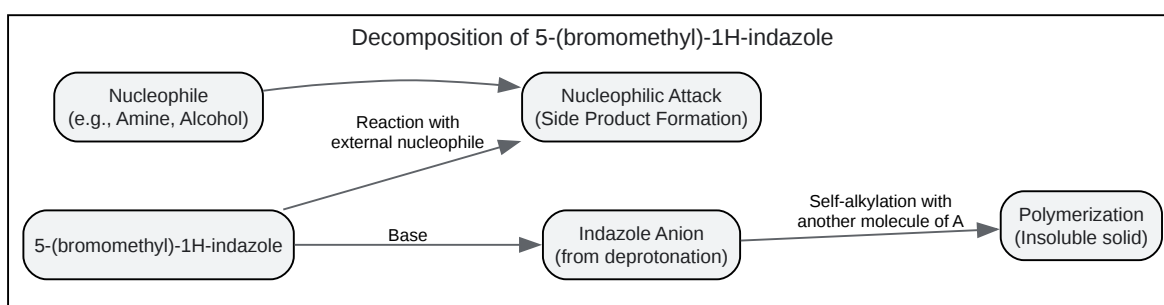 Decomposition of 5-(bromomethyl)-1H-indazole
Nucleophile
(e.g., Amine, Alcohol)
Nucleophilic Attack
(Side Product Formation)
Reaction with
external nucleophile
5-(bromomethyl)-1H-indazole
Base
Indazole Anion
(from deprotonation)
Self-alkylation with
another molecule of A
Polymerization
(Insoluble solid)